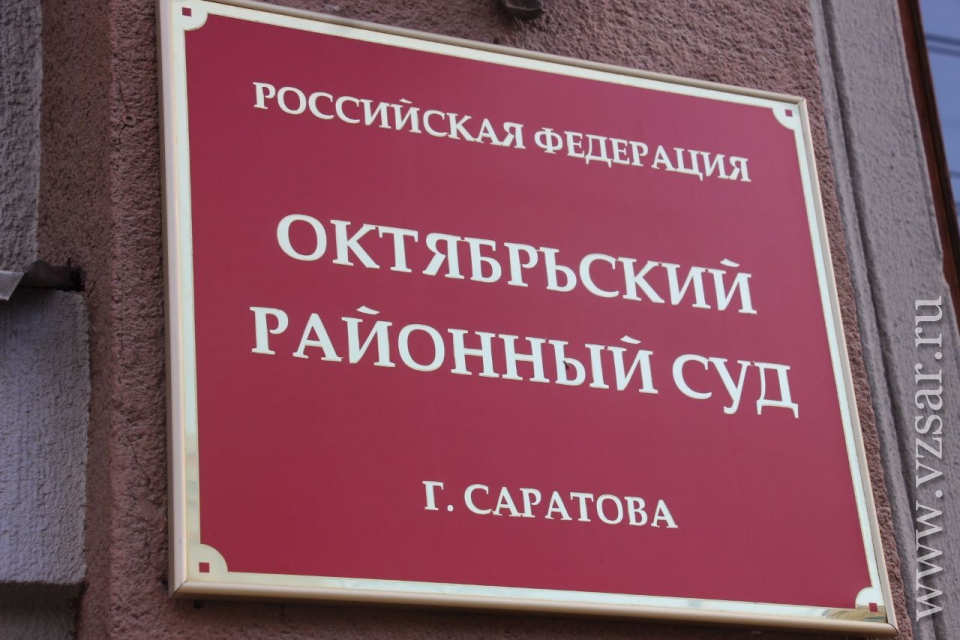 РОССИЙСКАЯ ФЕДЕРАЦИЯ
ОКТЯБРЬСКИЙ
РАЙОННЫЙ СУД
Г. САРАТОВА
www.vzsar.ru